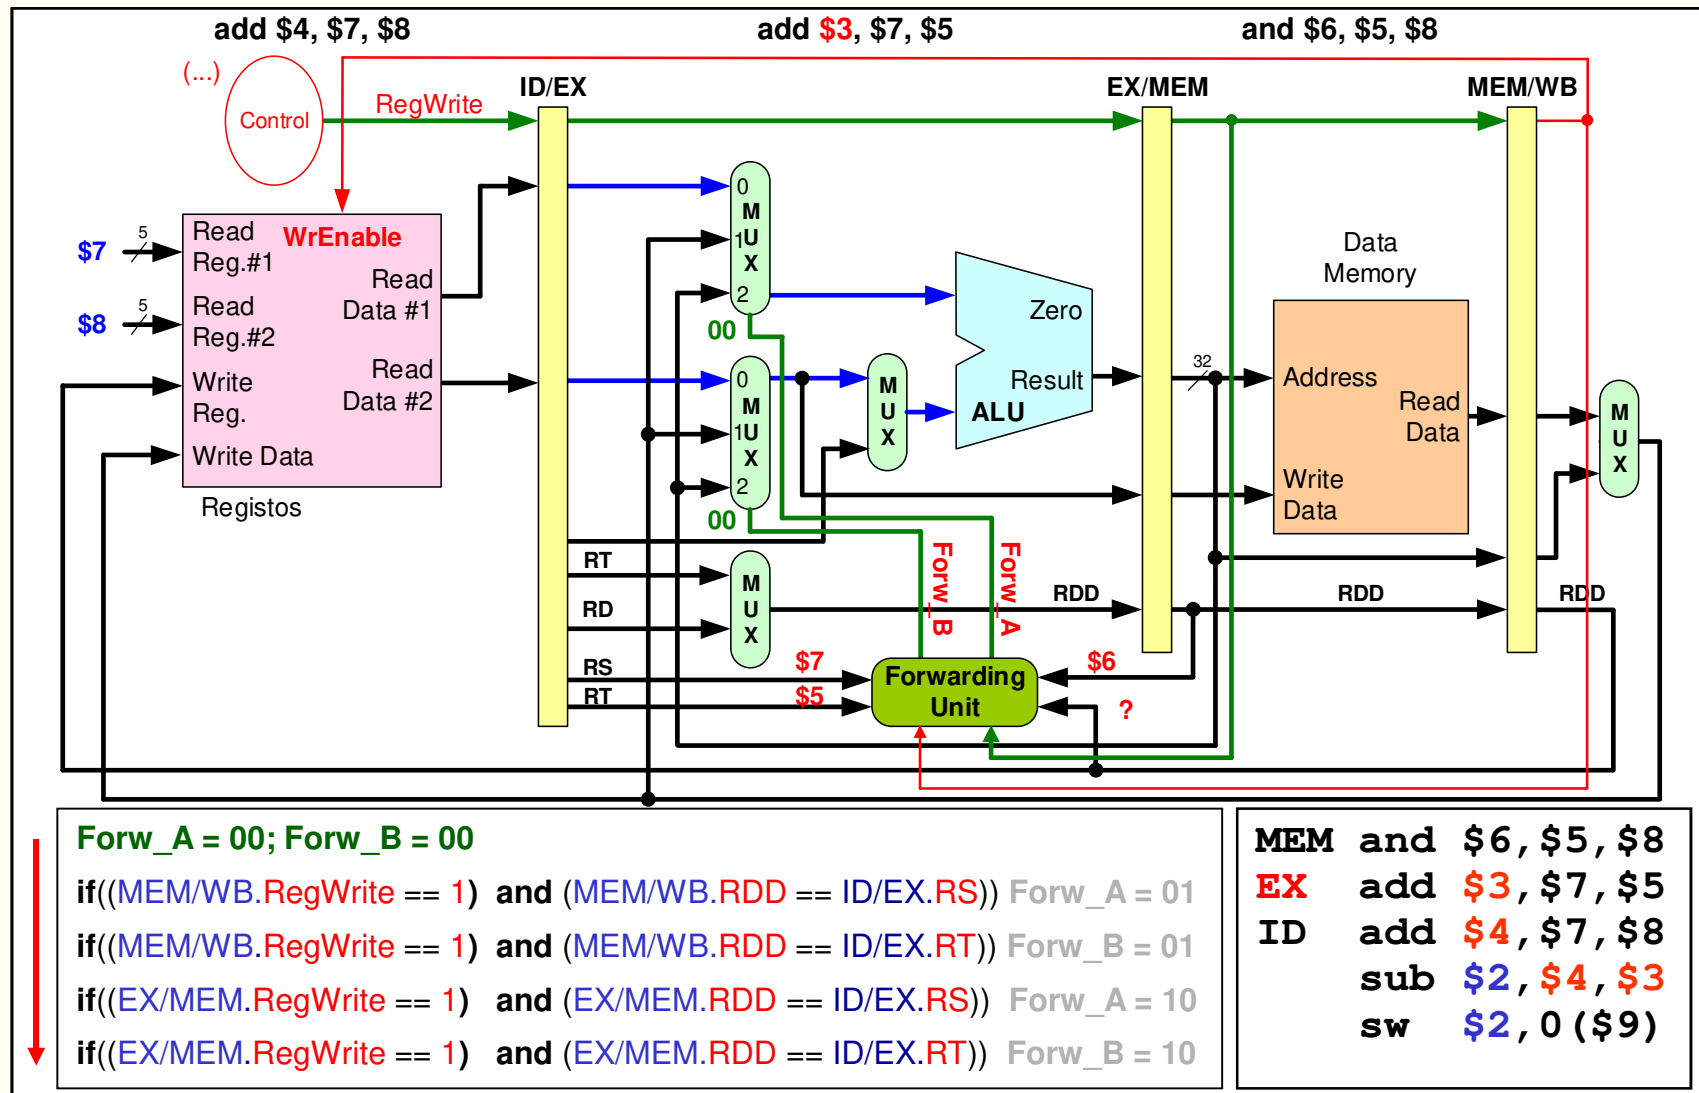 add $4, $7, $8
add $3, $7, $5
and $6, $5, $8
(...)
ID/EX
EX/MEM
MEM/WB
Control
RegWrite
WrEnable
$7
5
Read
Reg.#1
Read
Data #1
$8
5
Read
Reg.#2
Write
Reg.
Read
Data #2
Write Data
Registos
0
M
1U
X
2
00
0
M
1U
X
2
00
M
U
X
Zero
Result
ALU
32
Data
Memory
Address
Read
Data
Write
Data
M
U
X
RT
RD
M
U
X
Forw_B
Forw_A
RDD
RDD
RDD
RS
RT
$7
$5
Forwarding
Unit
$6
?
Forw_A = 00; Forw_B = 00
if((MEM/WB.RegWrite == 1) and (MEM/WB.RDD == ID/EX.RS)) Forw_A = 01
if((MEM/WB.RegWrite == 1) and (MEM/WB.RDD == ID/EX.RT)) Forw_B = 01
if((EX/MEM.RegWrite == 1) and (EX/MEM.RDD == ID/EX.RS)) Forw_A = 10
if((EX/MEM.RegWrite == 1) and (EX/MEM.RDD == ID/EX.RT)) Forw_B = 10
MEM and $6,$5,$8
EX add $3,$7,$5
ID add $4,$7,$8
sub $2,$4,$3
sw $2,0($9)